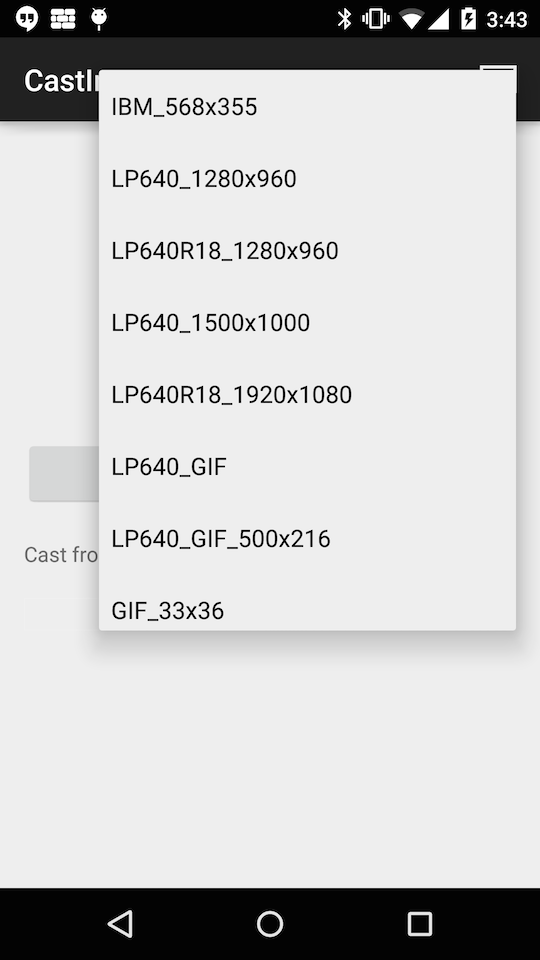 3:43
CastI
IBM_568x355
LP640_1280x960
LP640R18_1280x960
LP640_1500x1000
LP640R18_1920x1080
LP640_GIF
LP640_GIF_500x216
Cast fro
GIF_33x36